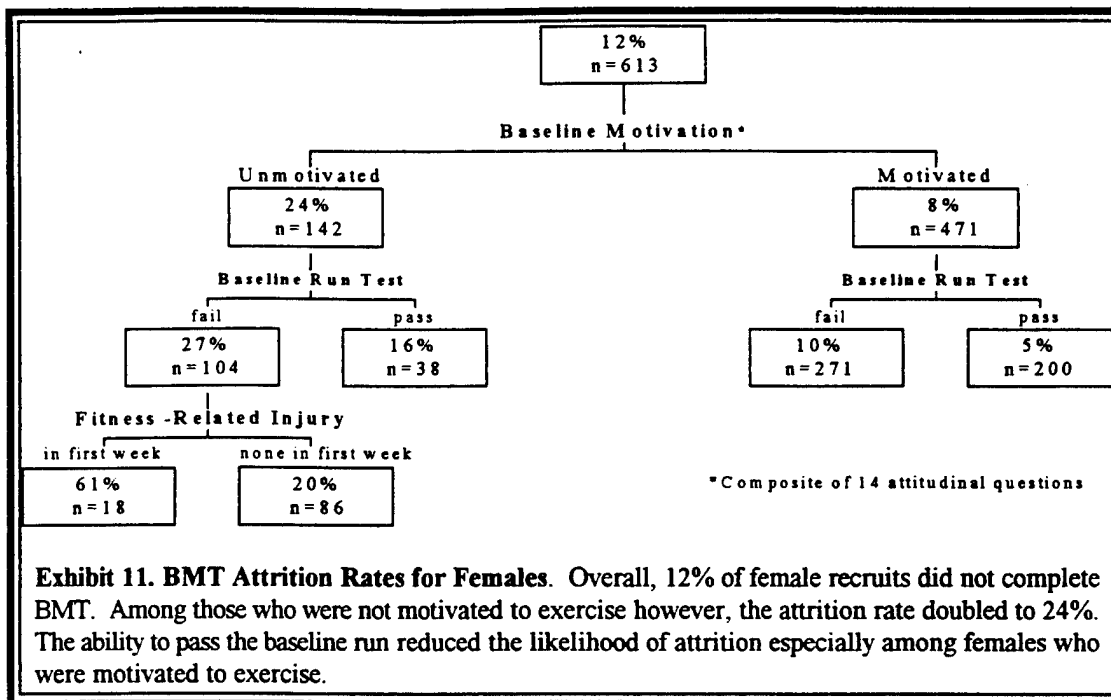 12%
n=613
Baseline Motivation*
Unmotivated
24%
n=142
Motivated
8%
n=471
Baseline Run Test
Baseline Run Test
fail
27%
n=104
pass
16%
n=38
fail
10%
n=271
pass
5%
n=200
Fitness-Related Injury
in first week
61%
n=18
none in first week
20%
n=86
*Composite of 14 attitudinal questions
Exhibit 11. BMT Attrition Rates for Females. Overall, 12% of female recruits did not complete
BMT. Among those who were not motivated to exercise however, the attrition rate doubled to 24%.
The ability to pass the baseline run reduced the likelihood of attrition especially among females who
were motivated to exercise.